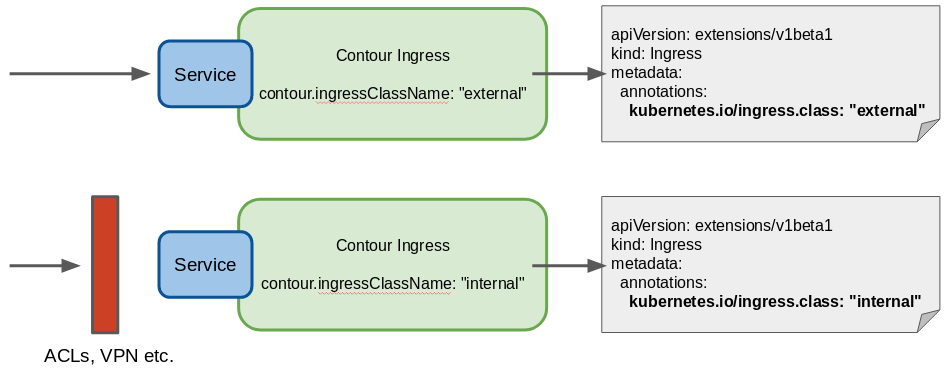 Service
Contour Ingress
contour.ingressClassName: "external"
apiVersion: extensions/v1beta1
kind: Ingress
metadata:
  annotations:
    kubernetes.io/ingress.class: "external"
Service
Contour Ingress
contour.ingressClassName: "internal"
apiVersion: extensions/v1beta1
kind: Ingress
metadata:
  annotations:
    kubernetes.io/ingress.class: "internal"
ACLs, VPN etc.